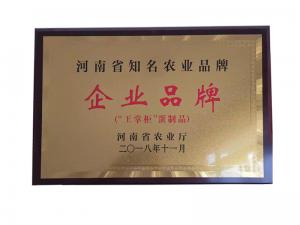 河南省知名农业品牌
企业品牌
(“王掌柜”蛋制品)
河南省农业厅
二〇一八年十一月